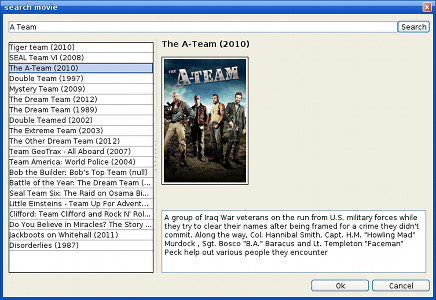 search movie
A Team
Search
Tiger team (2010)
SEAL Team VI (2008)
The A-Team (2010)
Double Team (1997)
Mystery Team (2009)
The Dream Team (2012)
The Dream Team (1989)
Double Teamed (2002)
The Extreme Team (2003)
The Other Dream Team (2012)
Team GeoTrax - All Aboard (2007)
Team America: World Police (2004)
Bob the Builder: Bob's Top Team (null)
Battle of the Year: The Dream Team (...
Seal Team Six: The Raid on Osama Bi...
Little Einsteins - Team Up For Advent...
Clifford: Team Clifford and Rock N' Rol...
Do You Believe in Miracles? The Story ...
Jackboots on Whitehall (2011)
Disorderlies (1987)
The A-Team (2010)
THE A-TEAM
A group of Iraq War veterans on the run from U.S. military forces while
they try to clear their names after being framed for a crime they didn't
commit. Along the way, Col. Hannibal Smith, Capt. H.M. "Howling Mad"
Murdock , Sgt. Bosco "B.A." Baracus and Lt. Templeton "Faceman"
Peck help out various people they encounter
Ok
Cancel